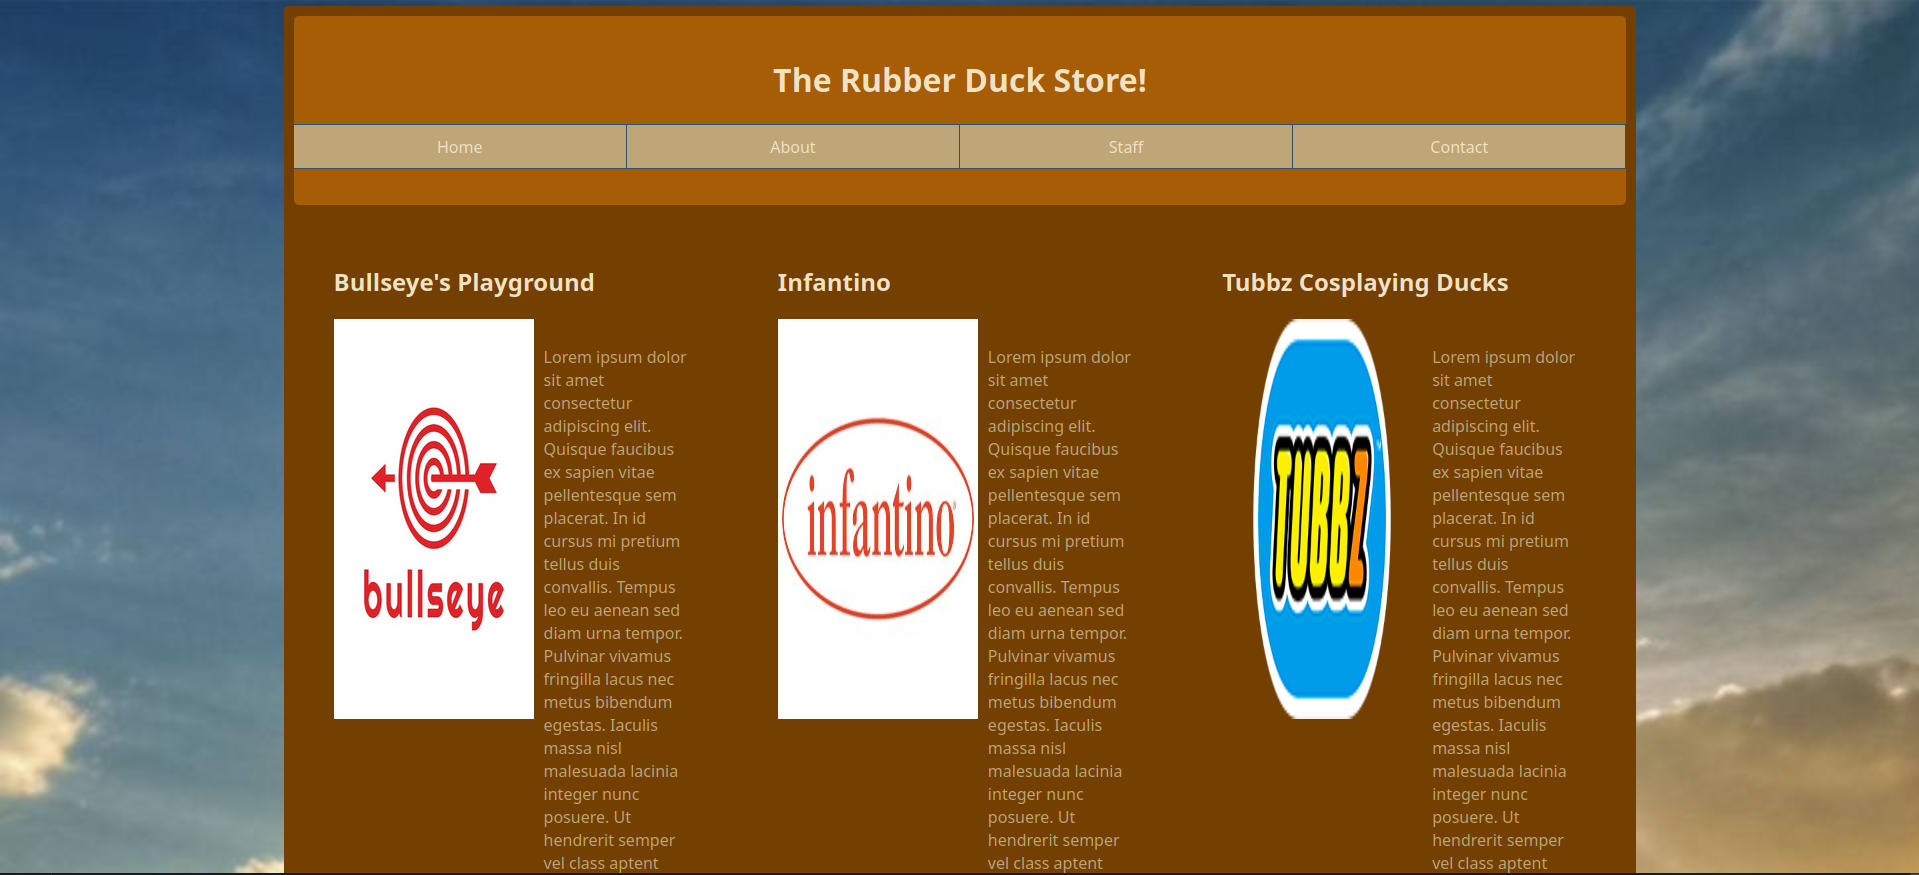 The Rubber Duck Store!
Home
About
Staff
Contact
Bullseye's Playground
bullseye
Lorem ipsum dolor
sit amet
consectetur
adipiscing elit.
Quisque faucibus
ex sapien vitae
pellentesque sem
placerat. In id
cursus mi pretium
tellus duis
convallis. Tempus
leo eu aenean sed
diam urna tempor.
Pulvinar vivamus
fringilla lacus nec
metus bibendum
egestas. Iaculis
massa nisl
malesuada lacinia
integer nunc
posuere. Ut
hendrerit semper
vel class aptent
Infantino
infantino
Lorem ipsum dolor
sit amet
consectetur
adipiscing elit.
Quisque faucibus
ex sapien vitae
pellentesque sem
placerat. In id
cursus mi pretium
tellus duis
convallis. Tempus
leo eu aenean sed
diam urna tempor.
Pulvinar vivamus
fringilla lacus nec
metus bibendum
egestas. Iaculis
massa nisl
malesuada lacinia
integer nunc
posuere. Ut
hendrerit semper
vel class aptent
Tubbz Cosplaying Ducks
TUBBZ™
Lorem ipsum dolor
sit amet
consectetur
adipiscing elit.
Quisque faucibus
ex sapien vitae
pellentesque sem
placerat. In id
cursus mi pretium
tellus duis
convallis. Tempus
leo eu aenean sed
diam urna tempor.
Pulvinar vivamus
fringilla lacus nec
metus bibendum
egestas. Iaculis
massa nisl
malesuada lacinia
integer nunc
posuere. Ut
hendrerit semper
vel class aptent